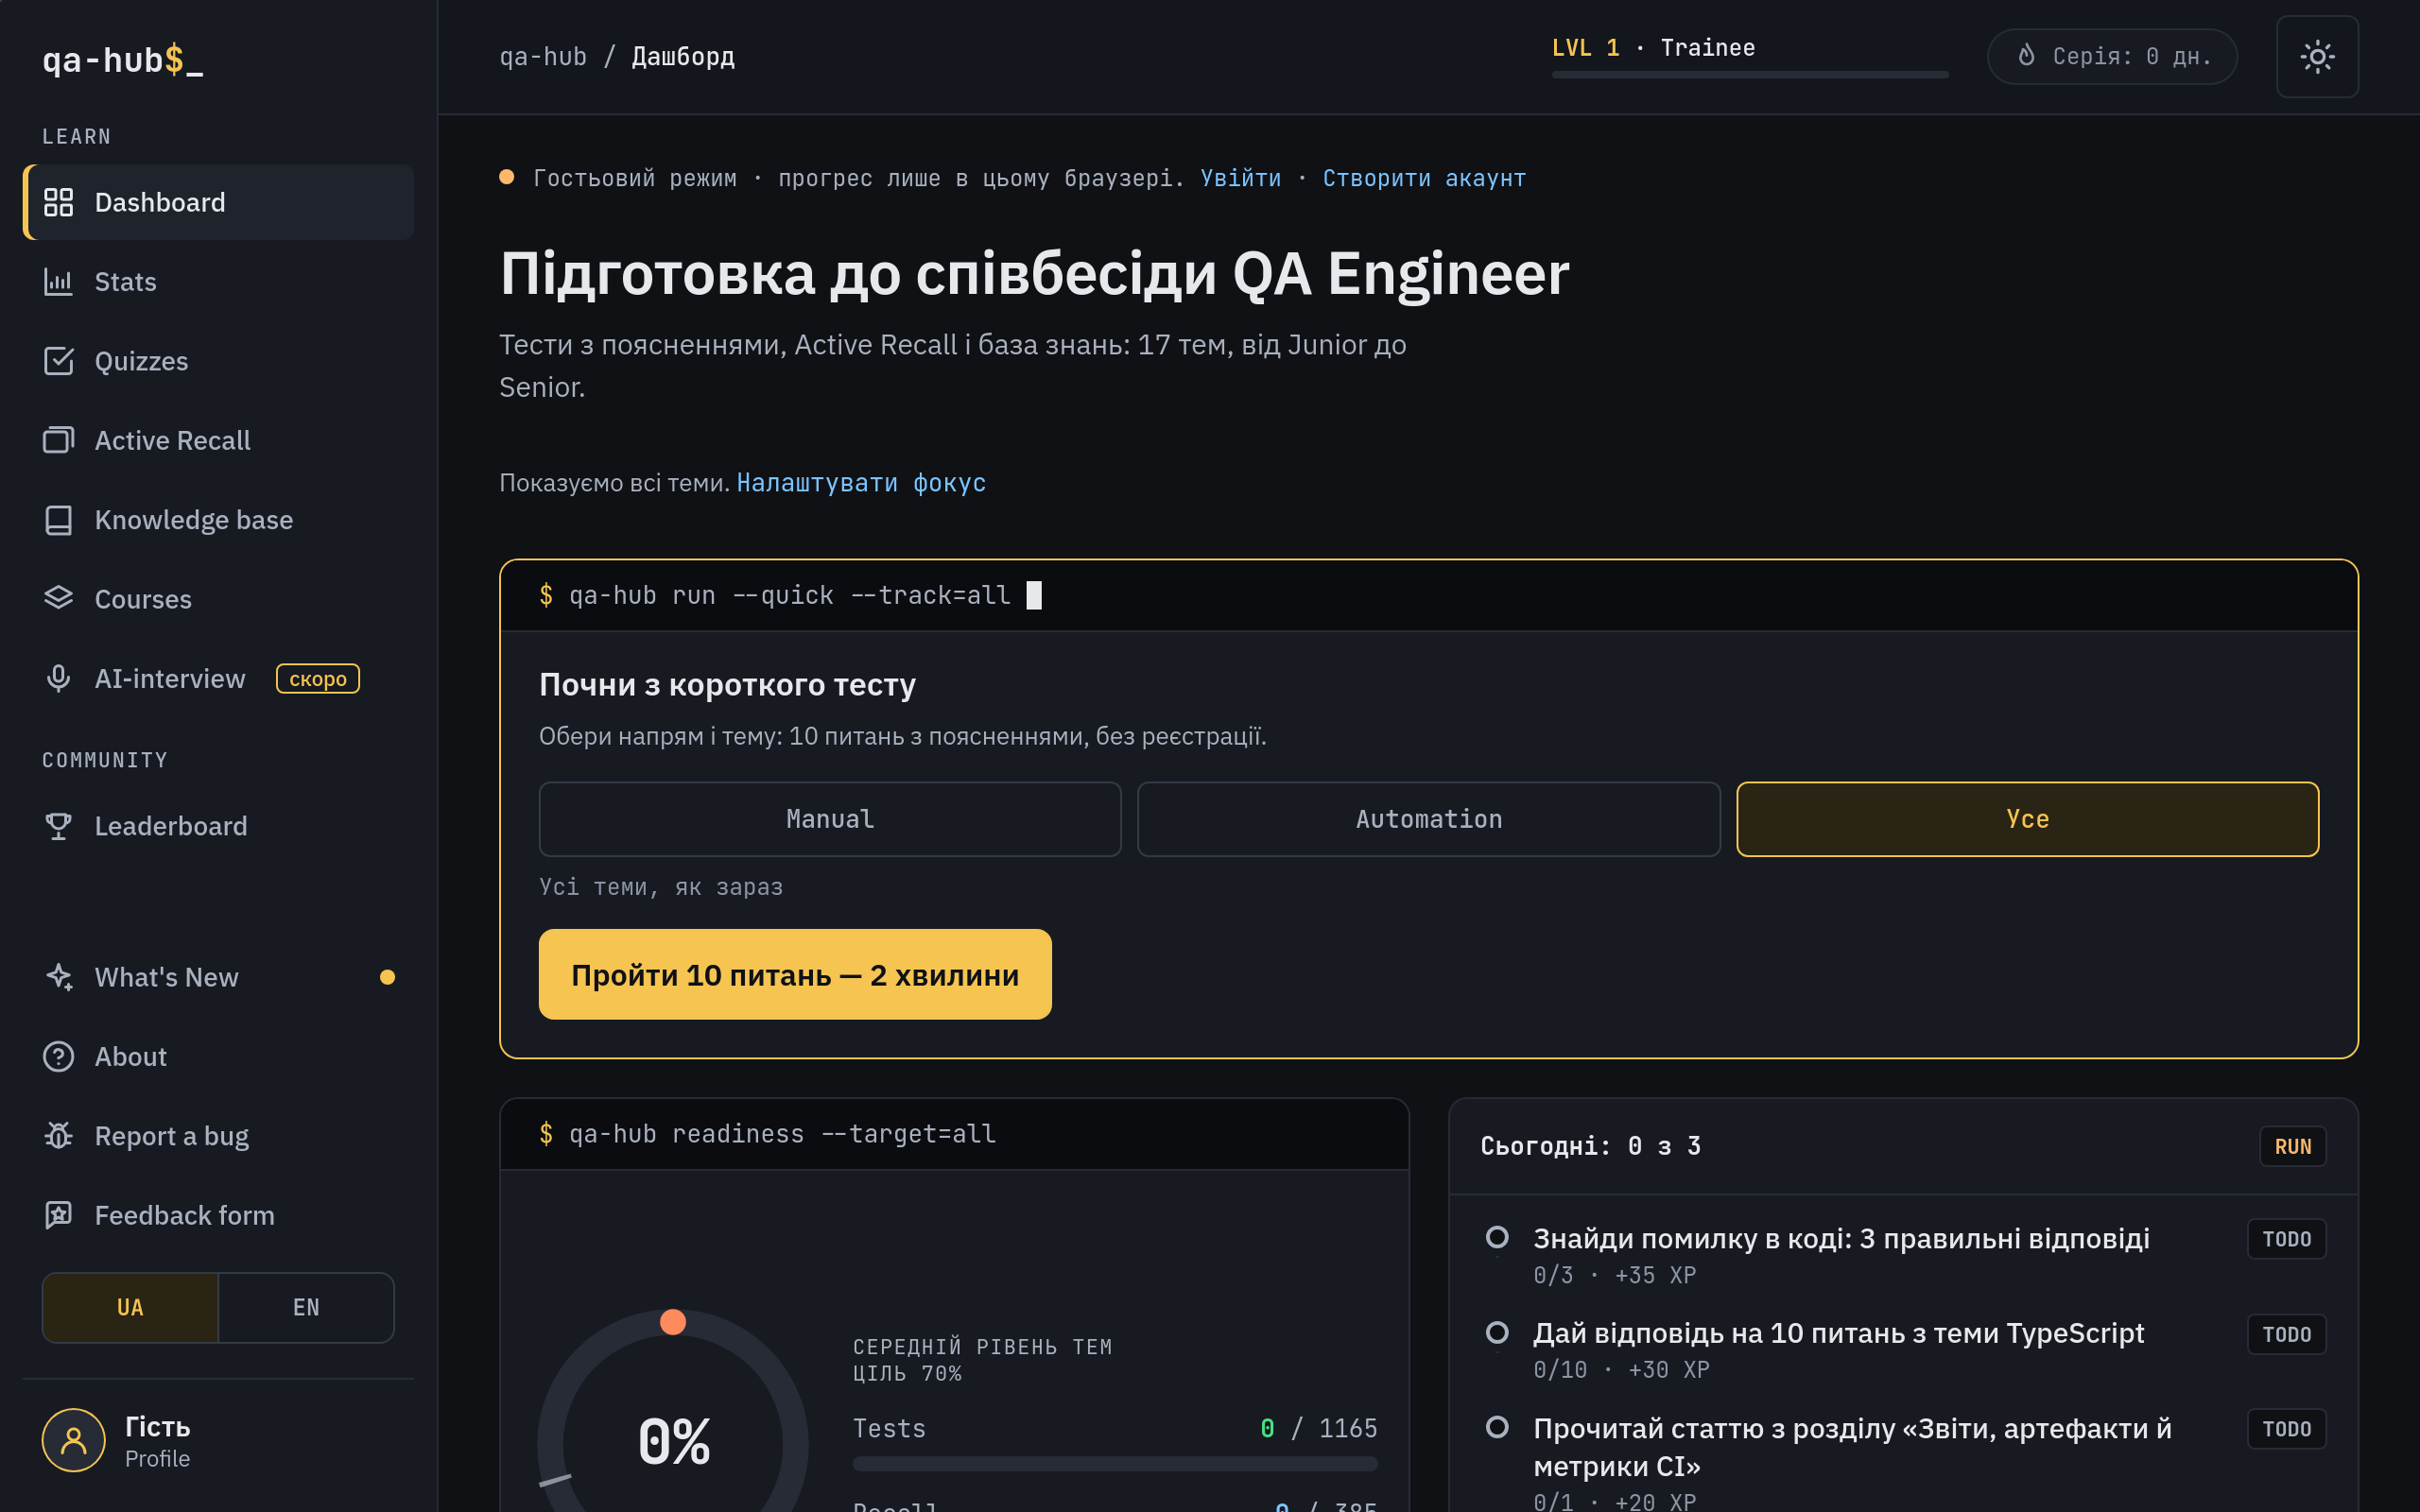 qa-hub$_
LEARN
Dashboard
Stats
Quizzes
Active Recall
Knowledge base
Courses
AI-interview скоро
COMMUNITY
Leaderboard
What's New
About
Report a bug
Feedback form
UA EN
Гість
Profile
qa-hub / Дашборд
LVL 1 · Trainee
Серія: 0 дн.
Гостьовий режим · прогрес лише в цьому браузері. Увійти · Створити акаунт
Підготовка до співбесіди QA Engineer
Тести з поясненнями, Active Recall і база знань: 17 тем, від Junior до
Senior.
Показуємо всі теми. Налаштувати фокус
$ qa-hub run --quick --track=all
Почни з короткого тесту
Обери напрям і тему: 10 питань з поясненнями, без реєстрації.
Manual Automation Усе
Усі теми, як зараз
Пройти 10 питань — 2 хвилини
$ qa-hub readiness --target=all
0%
СЕРЕДНІЙ РІВЕНЬ ТЕМ
ЦІЛЬ 70%
Tests 0 / 1165
Recall 0 / 385
Сьогодні: 0 з 3 RUN
Знайди помилку в коді: 3 правильні відповіді TODO
0/3 · +35 XP
Дай відповідь на 10 питань з теми TypeScript TODO
0/10 · +30 XP
Прочитай статтю з розділу «Звіти, артефакти й TODO
метрики CI»
0/1 · +20 XP